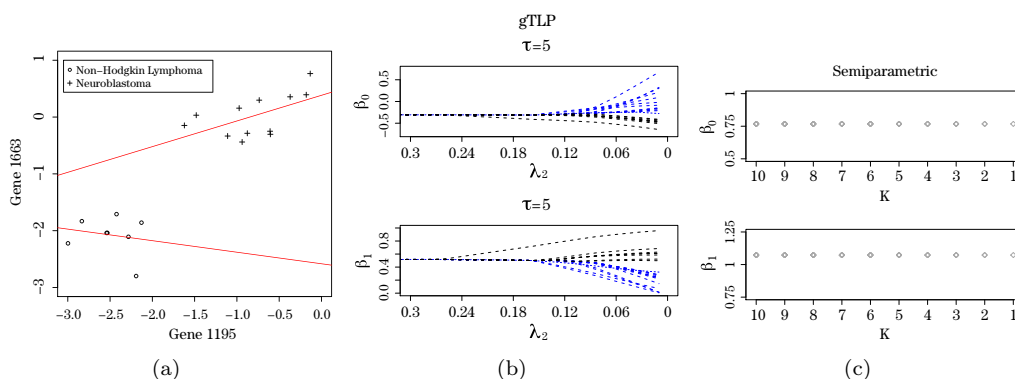 Non−Hodgkin Lymphoma
Neuroblastoma
Gene 1663
1
0
−1
−2
−3
−3.0 −2.5 −2.0 −1.5 −1.0 −0.5 0.0
Gene 1195
(a)
gTLP
τ=5
β0
0.5
0.0
−0.5
0.3 0.24 0.18 0.12 0.06 0
λ2
τ=5
β1
0.8
0.4
0.0
0.3 0.24 0.18 0.12 0.06 0
λ2
(b)
Semiparametric
β0
1
0.75
0.5
10 9 8 7 6 5 4 3 2 1
K
β1
1.25
1
0.75
10 9 8 7 6 5 4 3 2 1
K
(c)